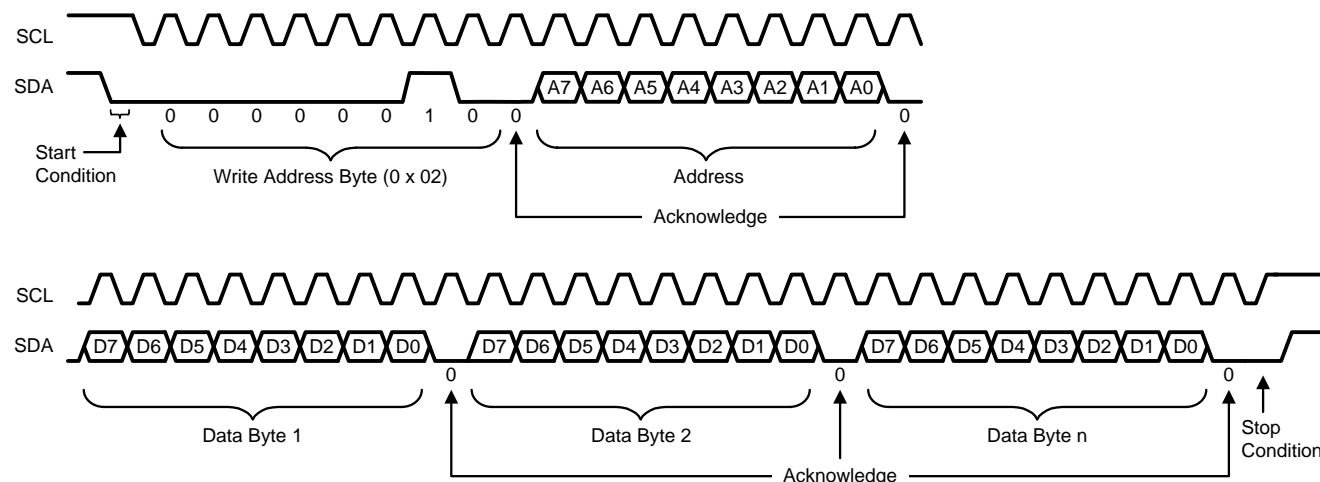 SCL
SDA
A7 A6 A5 A4 A3 A2 A1 A0
0 0 0 0 0 0 1 0 0 0
Start
Condition
Write Address Byte (0 x 02)
Address
Acknowledge
SCL
SDA
D7 D6 D5 D4 D3 D2 D1 D0 D7 D6 D5 D4 D3 D2 D1 D0 D7 D6 D5 D4 D3 D2 D1 D0
0 0 0
Data Byte 1
Data Byte 2
Data Byte n
Stop
Condition
Acknowledge